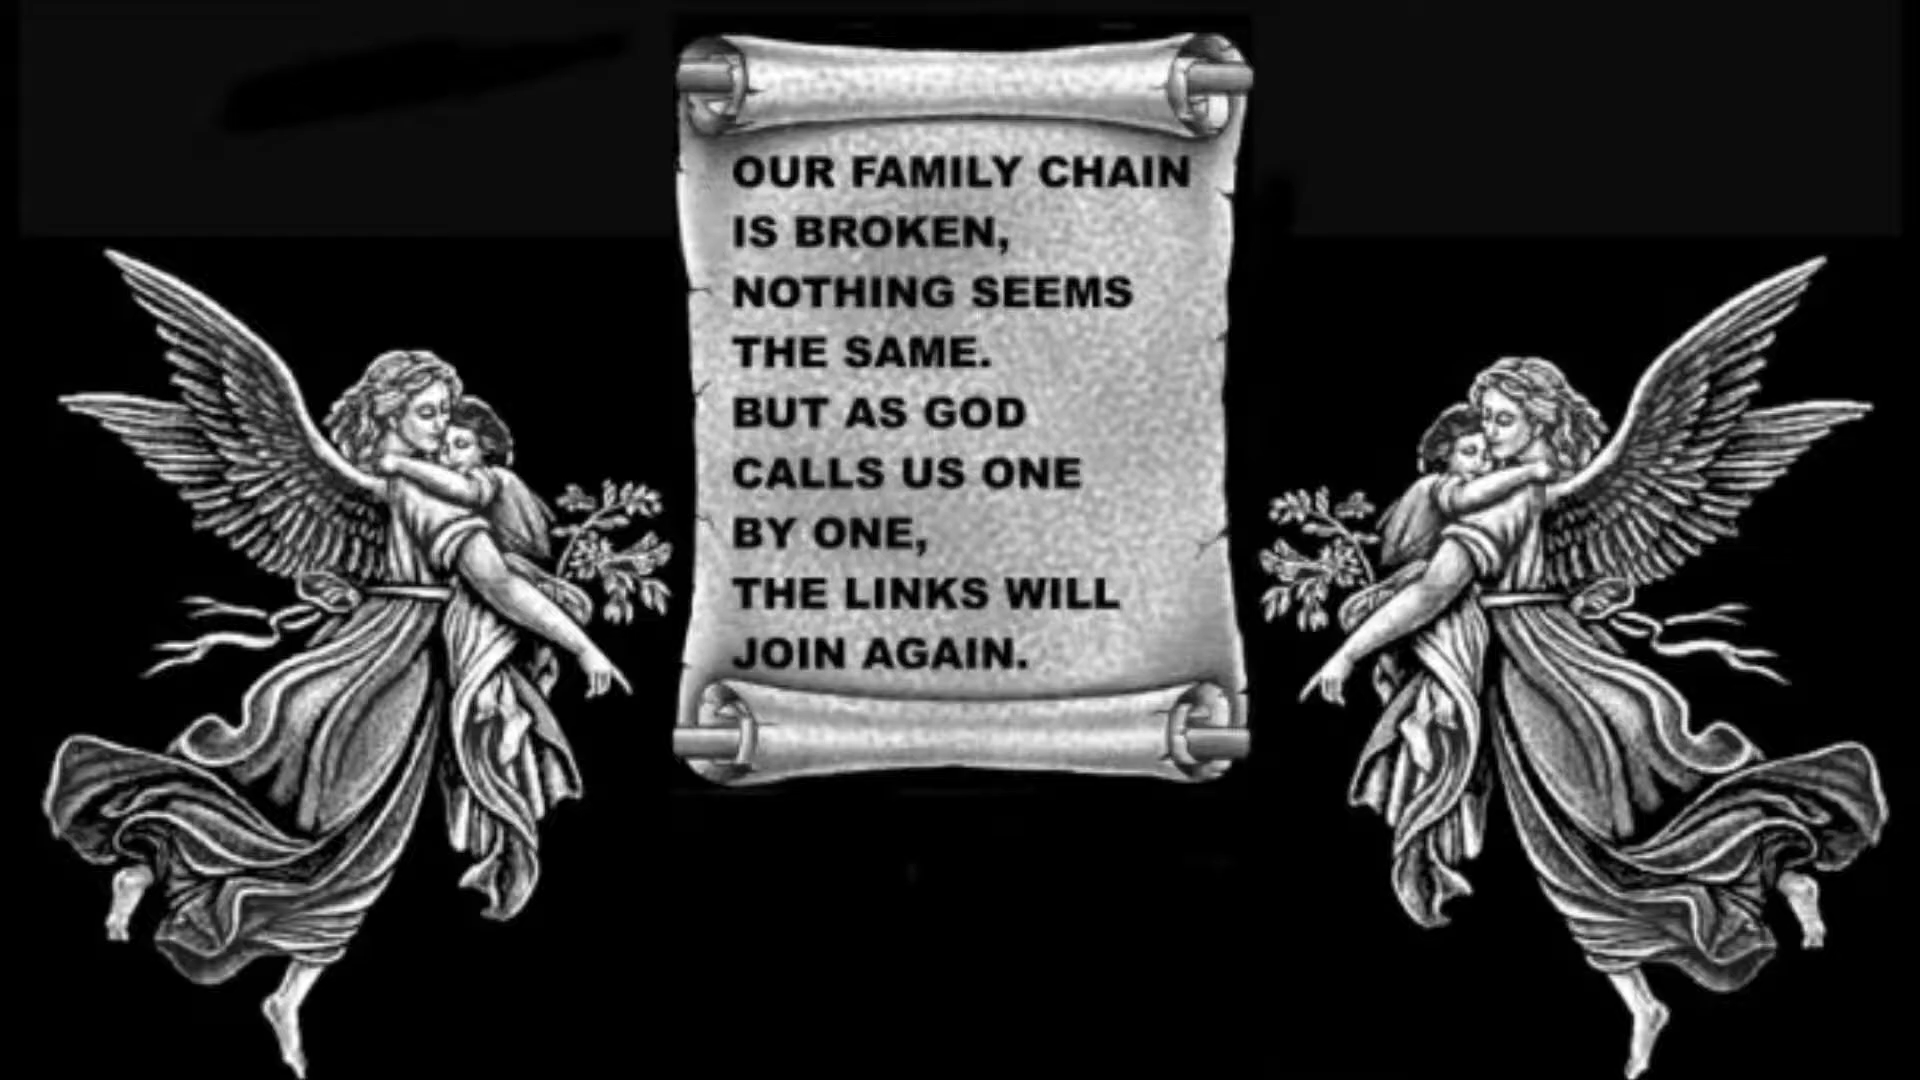 OUR FAMILY CHAIN
IS BROKEN,
NOTHING SEEMS
THE SAME.
BUT AS GOD
CALLS US ONE
BY ONE,
THE LINKS WILL
JOIN AGAIN.